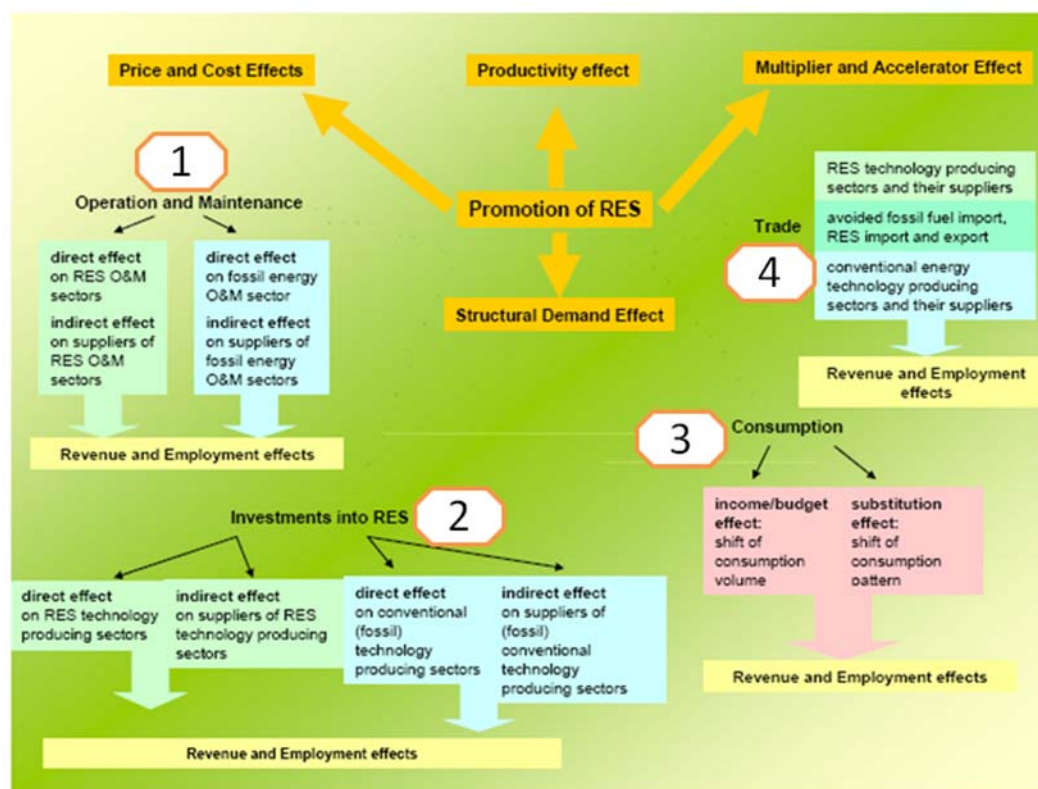 Price and Cost Effects
Productivity effect
Multiplier and Accelerator Effect
1
Operation and Maintenance
direct effect
on RES O&M
sectors
indirect effect
on suppliers of
RES O&M
sectors
direct effect
on fossil energy
O&M sector
indirect effect
on suppliers of
fossil energy
O&M sectors
Revenue and Employment effects
Promotion of RES
Structural Demand Effect
Trade
4
RES technology producing
sectors and their suppliers
avoided fossil fuel import,
RES import and export
conventional energy
technology producing
sectors and their suppliers
Revenue and Employment
effects
3
Consumption
income/budget
effect:
shift of
consumption
volume
substitution
effect:
shift of
consumption
pattern
Revenue and Employment effects
Investments into RES
2
direct effect
on RES technology
producing sectors
indirect effect
on suppliers of RES
technology producing
sectors
direct effect
on conventional
(fossil)
technology
producing sectors
indirect effect
on suppliers of
(fossil)
conventional
technology
producing sectors
Revenue and Employment effects